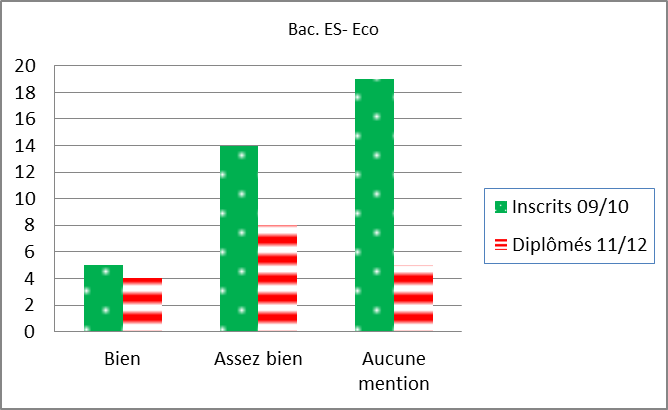 Bac. ES- Eco
20
18
16
14
12
10
8
6
4
2
0
Bien
Assez bien
Aucune
mention
Inscrits 09/10
Diplômés 11/12